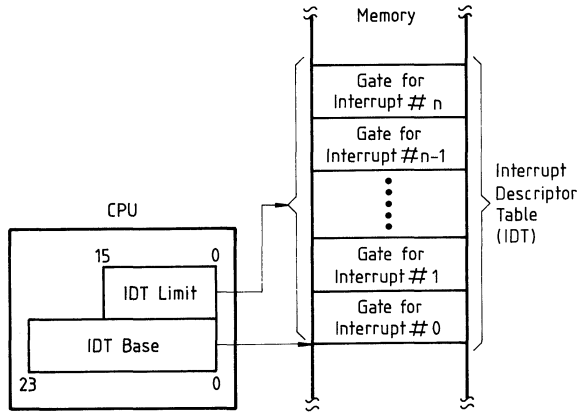 Memory
Gate for
Interrupt # n
Gate for
Interrupt #n-1
Interrupt
Descriptor
Table
(IDT)
CPU
15 0
IDT Limit
Gate for
Interrupt # 1
IDT Base
Gate for
Interrupt # 0
23 0